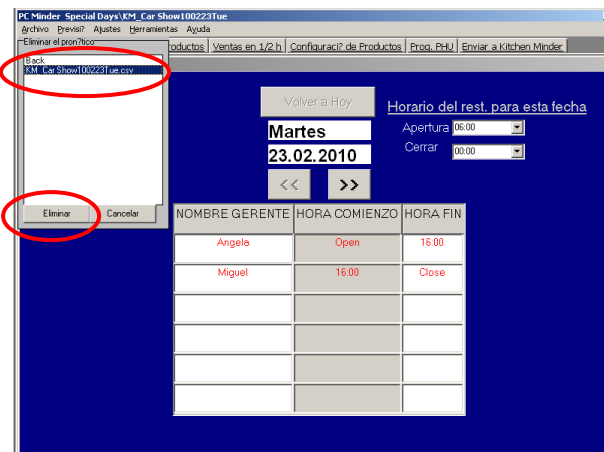 PC Minder Special Days\KM_Car Show100223Tue
Archivo Previsi? Ajustes Herramientas Ayuda
Eliminar el pron?tico
oductos Ventas en 1/2 h Configuraci? de Productos Prog. PHU Enviar a Kitchen Minder
Back
KM_Car Show100223Tue.csv
Eliminar Cancelar
Volver a Hoy
Martes
23.02.2010
<< >>
Horario del rest. para esta fecha
Apertura 06:00
Cerrar 00:00
NOMBRE GERENTE HORA COMIENZO HORA FIN
Angela Open 16:00
Miguel 16:00 Close